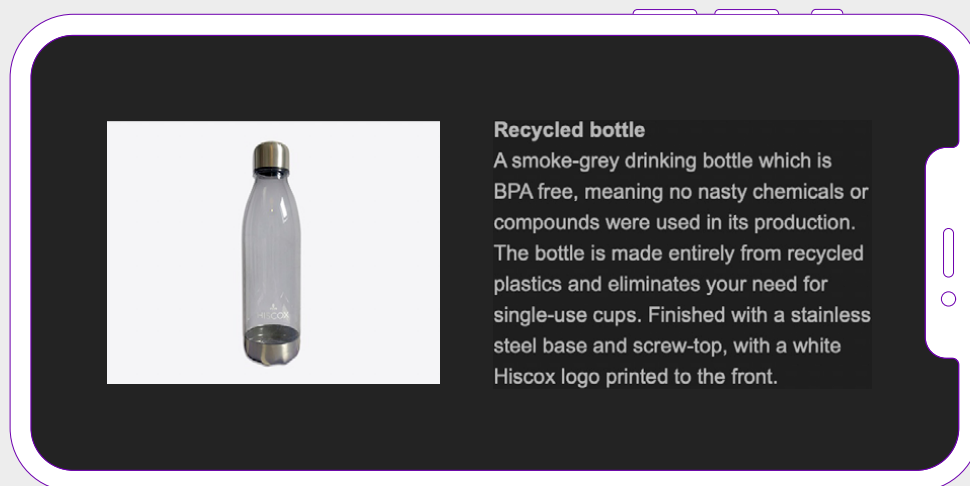 HISCOX
Recycled bottle
A smoke-grey drinking bottle which is
BPA free, meaning no nasty chemicals or
compounds were used in its production.
The bottle is made entirely from recycled
plastics and eliminates your need for
single-use cups. Finished with a stainless
steel base and screw-top, with a white
Hiscox logo printed to the front.